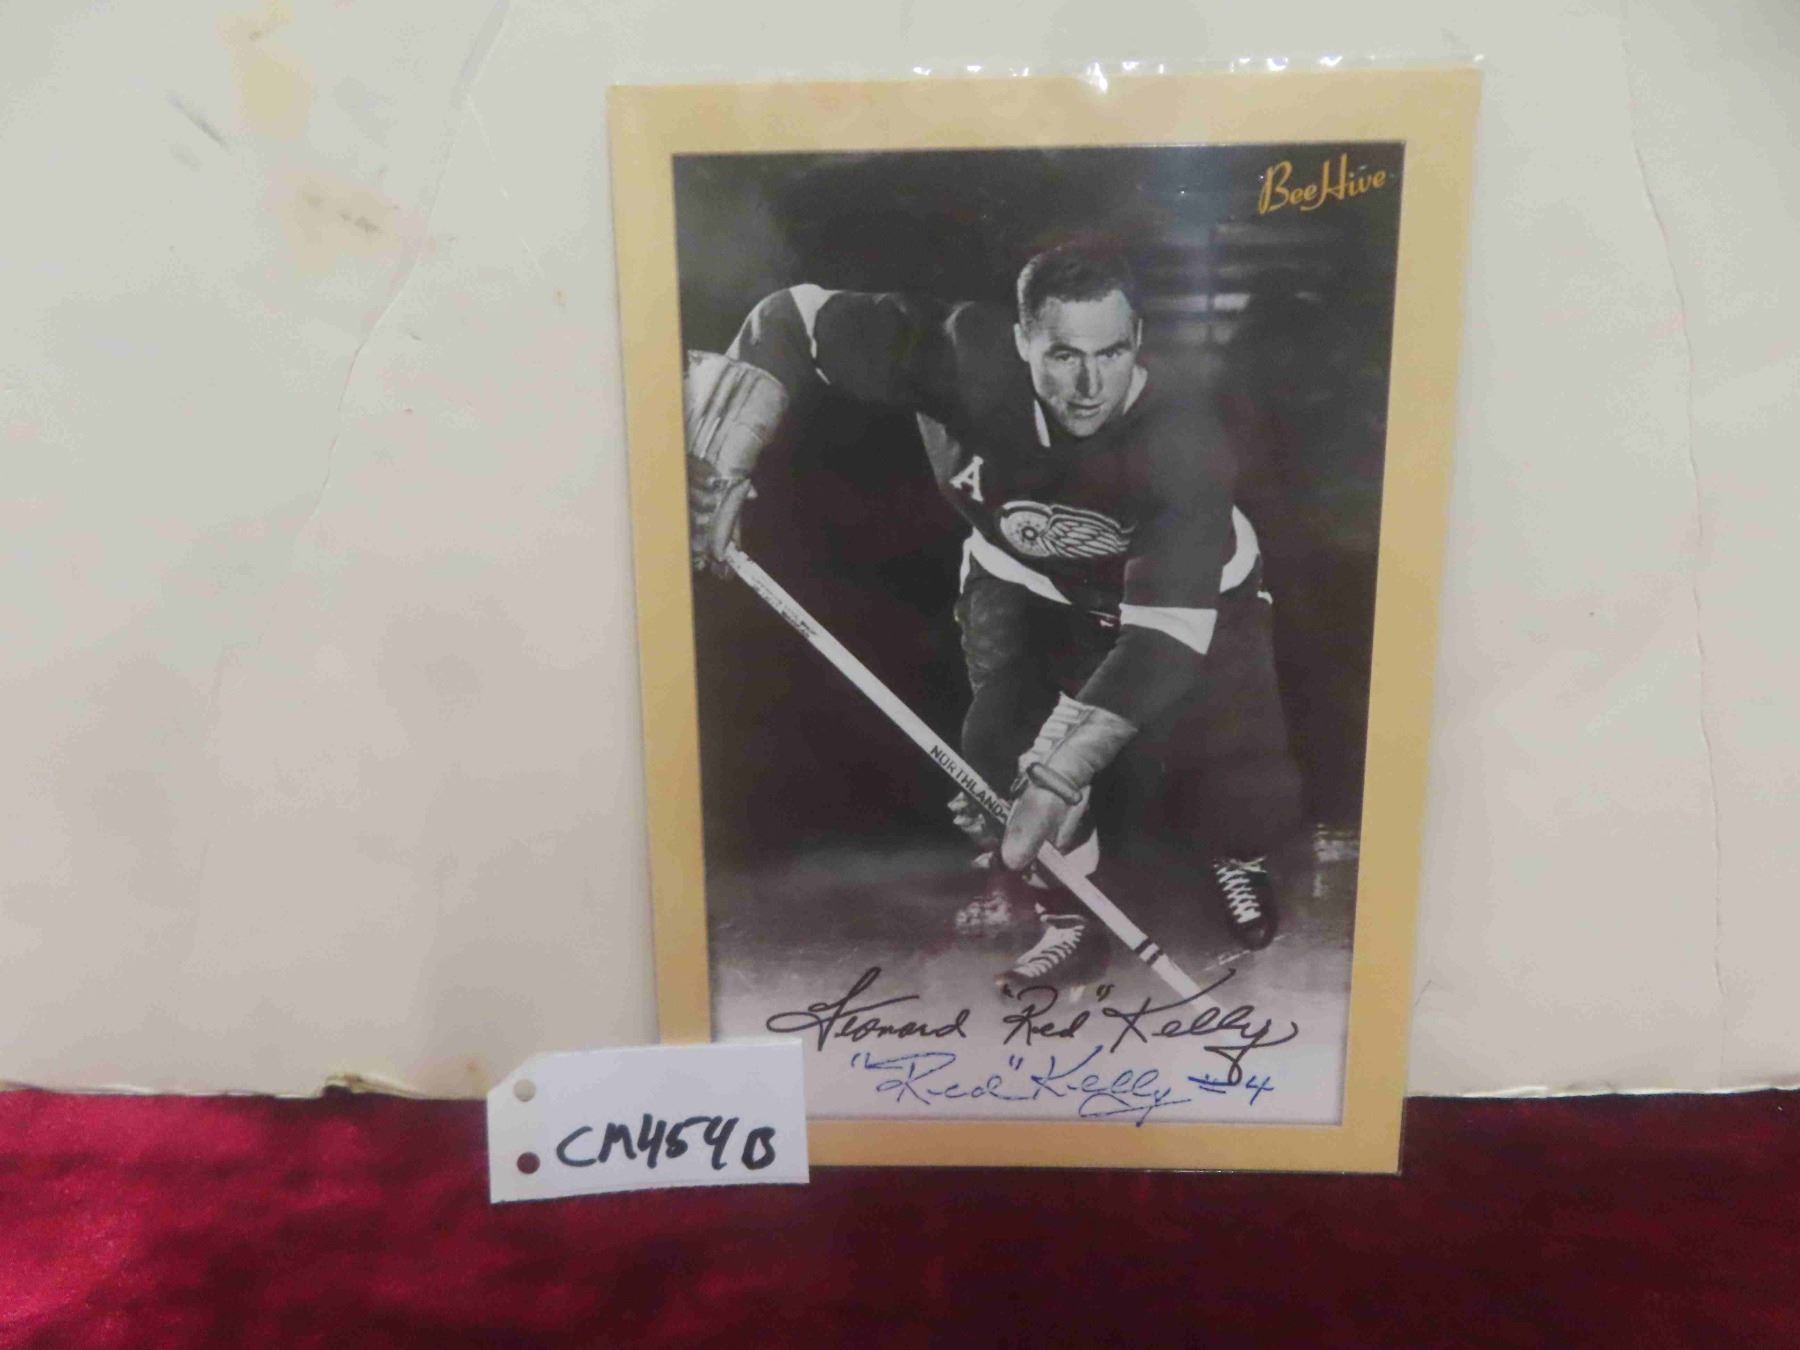 BeeHive
A
NORTHLAND
Leonard "Red" Kelly
"Red" Kelly #4
CM454B